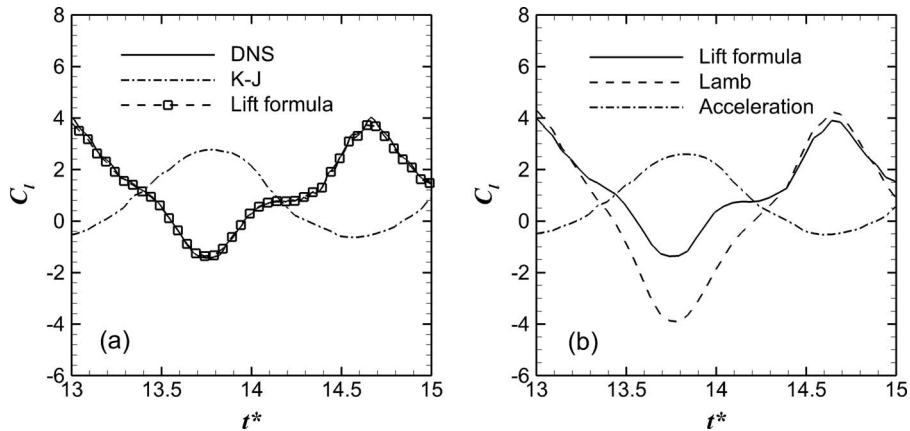 8
6
4
2
0
-2
-4
-6
C_l
DNS
K-J
Lift formula
(a)
13
13.5
14
14.5
15
t*
8
6
4
2
0
-2
-4
-6
C_l
Lift formula
Lamb
Acceleration
(b)
13
13.5
14
14.5
15
t*